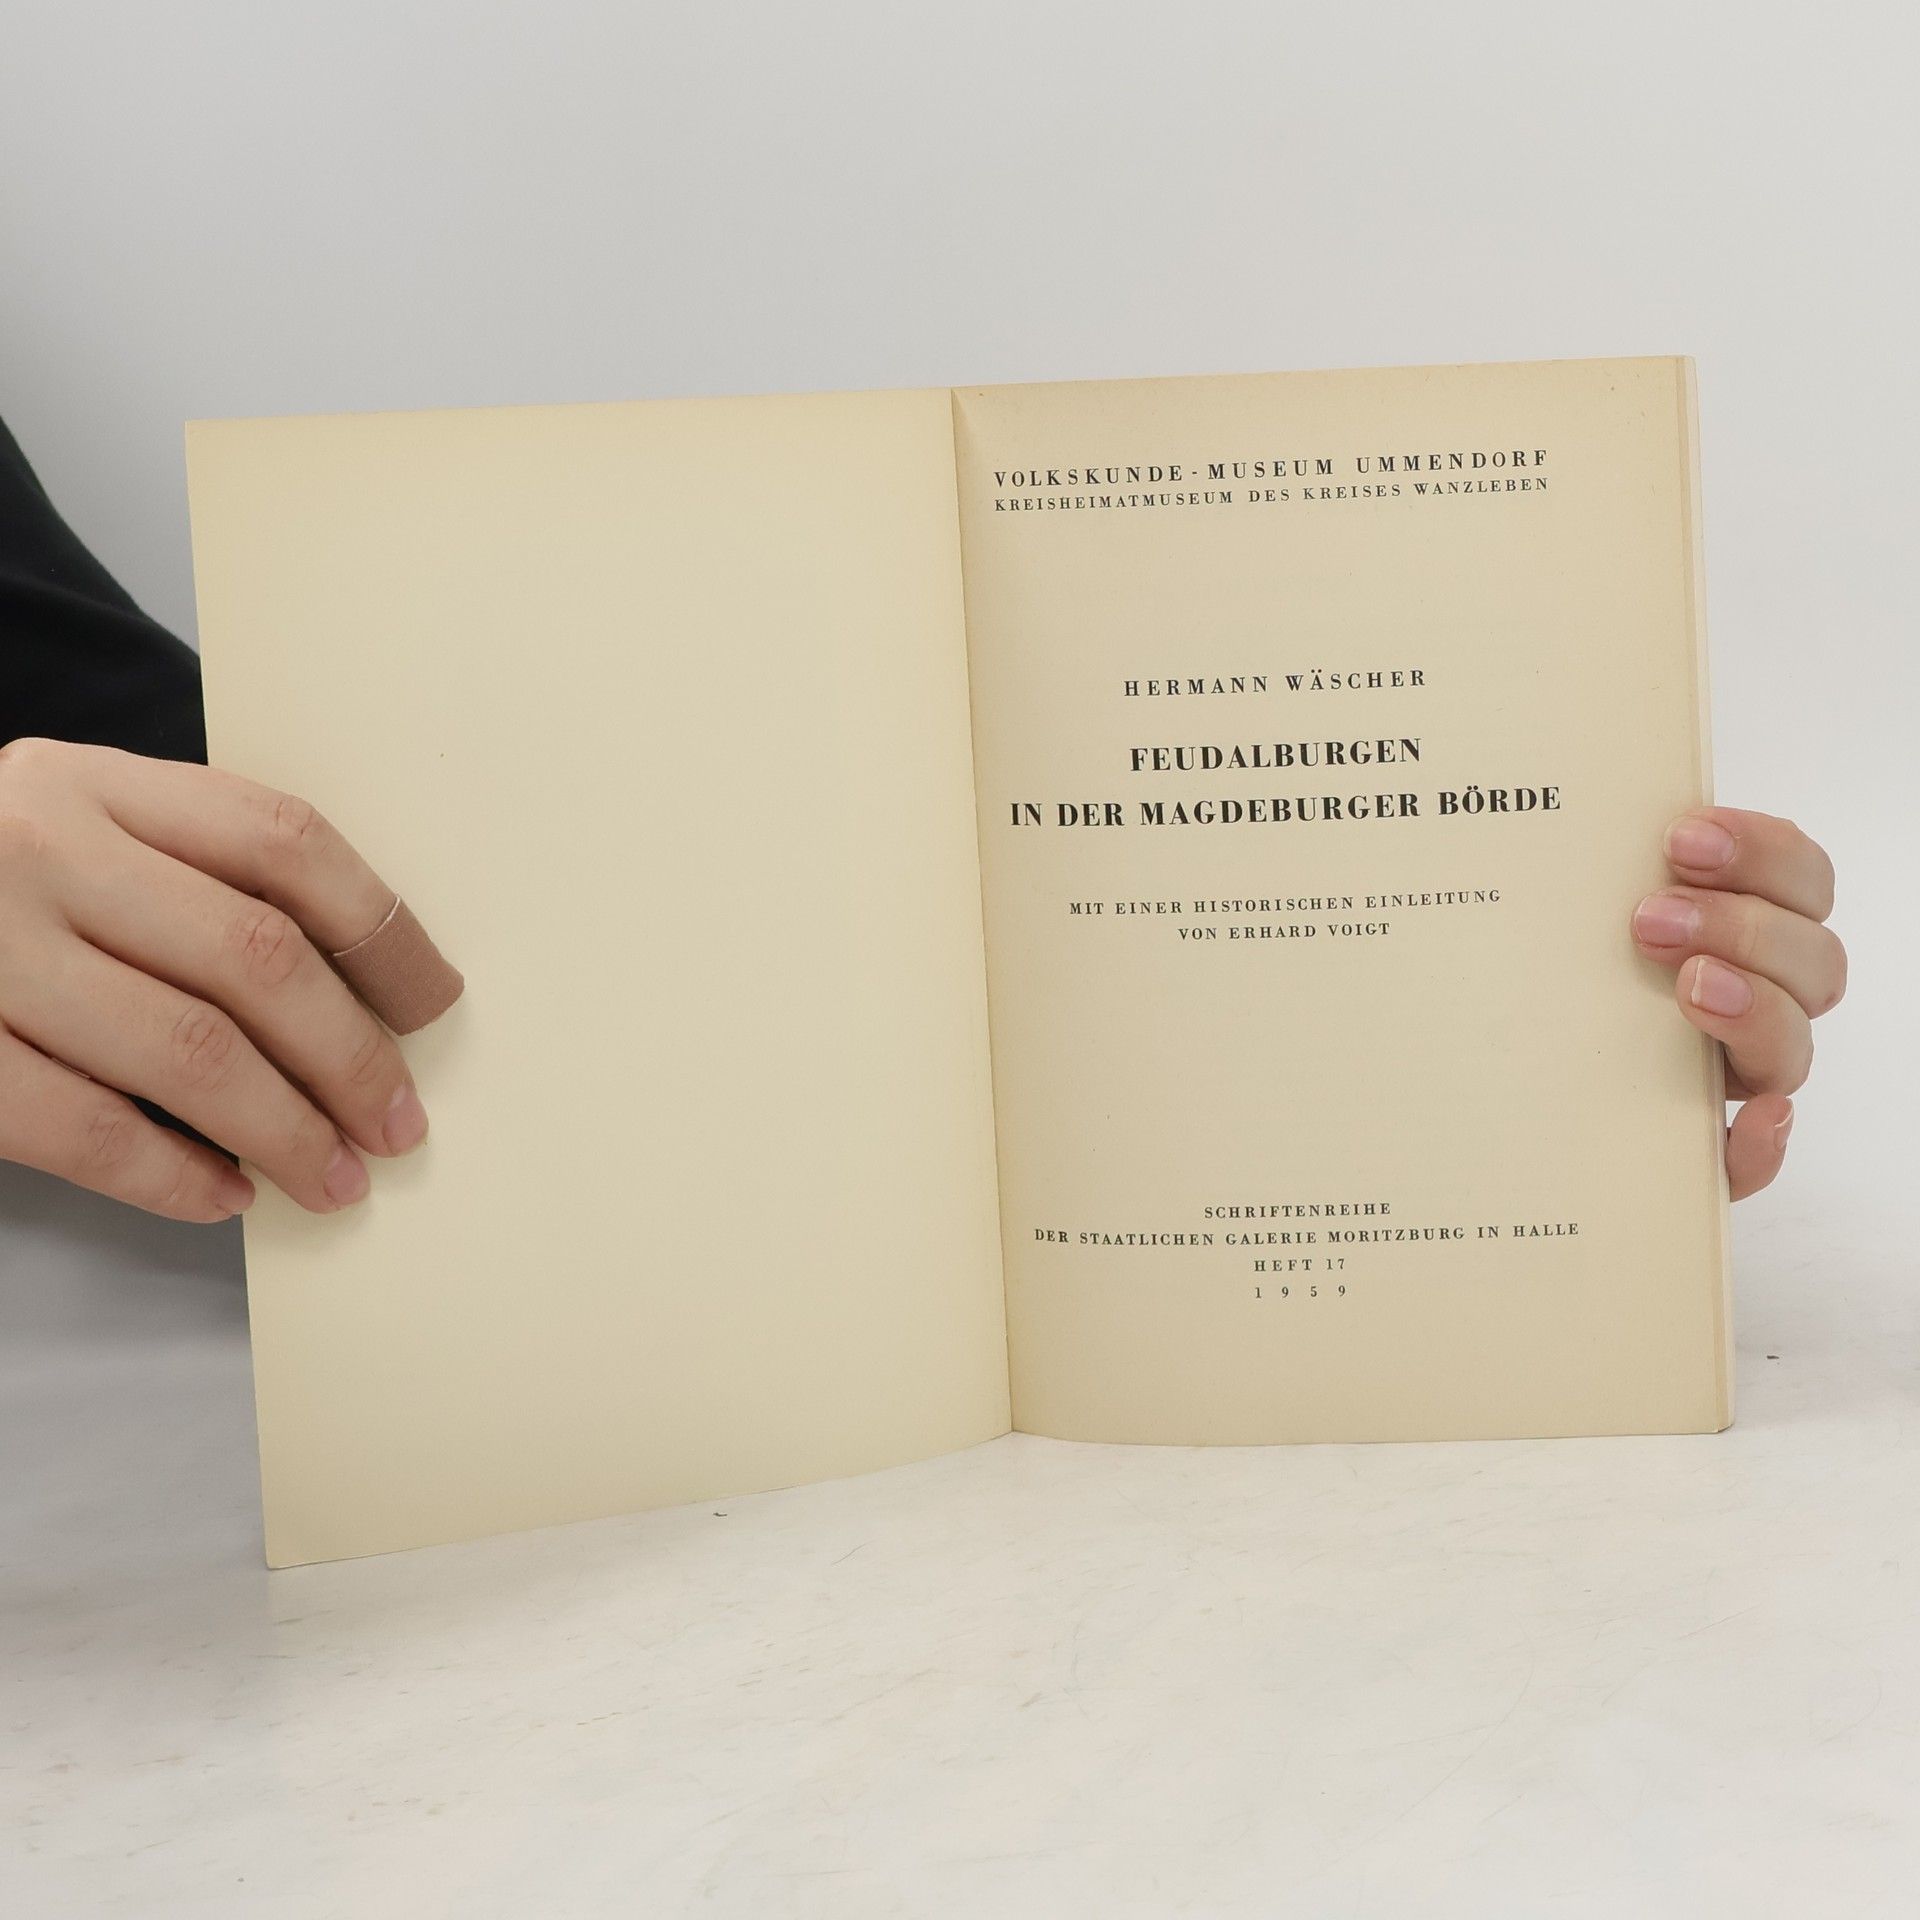 VOLKSKUNDE - MUSEUM UMMENDORF
KREISHEIMATMUSEUM DES KREISES WANZLEBEN
HERMANN WÄSCHER
FEUDALBURGEN
IN DER MAGDEBURGER BÖRDE
MIT EINER HISTORISCHEN EINLEITUNG
VON ERHARD VOIGT
SCHRIFTENREIHE
DER STAATLICHEN GALERIE MORITZBURG IN HALLE
HEFT 17
1959